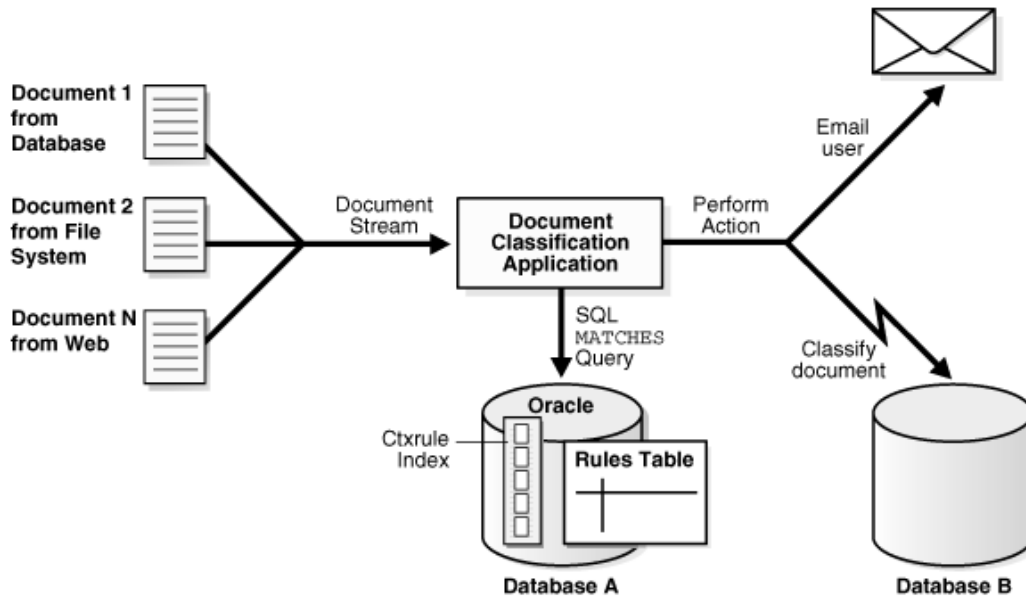 Document 1
from
Database
Document 2
from File
System
Document N
from Web
Document
Stream
Document
Classification
Application
Perform
Action
Email
user
Classify
document
SQL
MATCHES
Query
Oracle
Ctxrule
Index
Rules Table
Database A
Database B